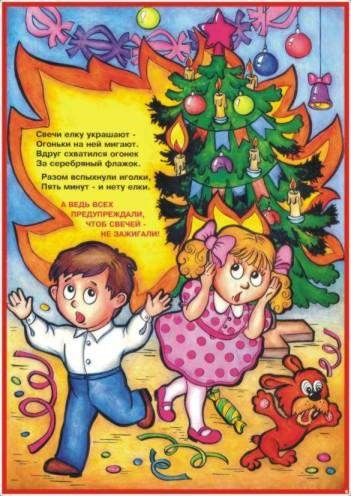 Свечи елку украшают -
Огоньки на ней мигают.
Вдруг схватился огонек
За серебряный флажок.
Разом вспыхнули иголки,
Пять минут - и нету елки.
А ВЕДЬ ВСЕХ
ПРЕДУПРЕЖДАЛИ,
ЧТОБ СВЕЧЕЙ -
НЕ ЗАЖИГАЛИ!